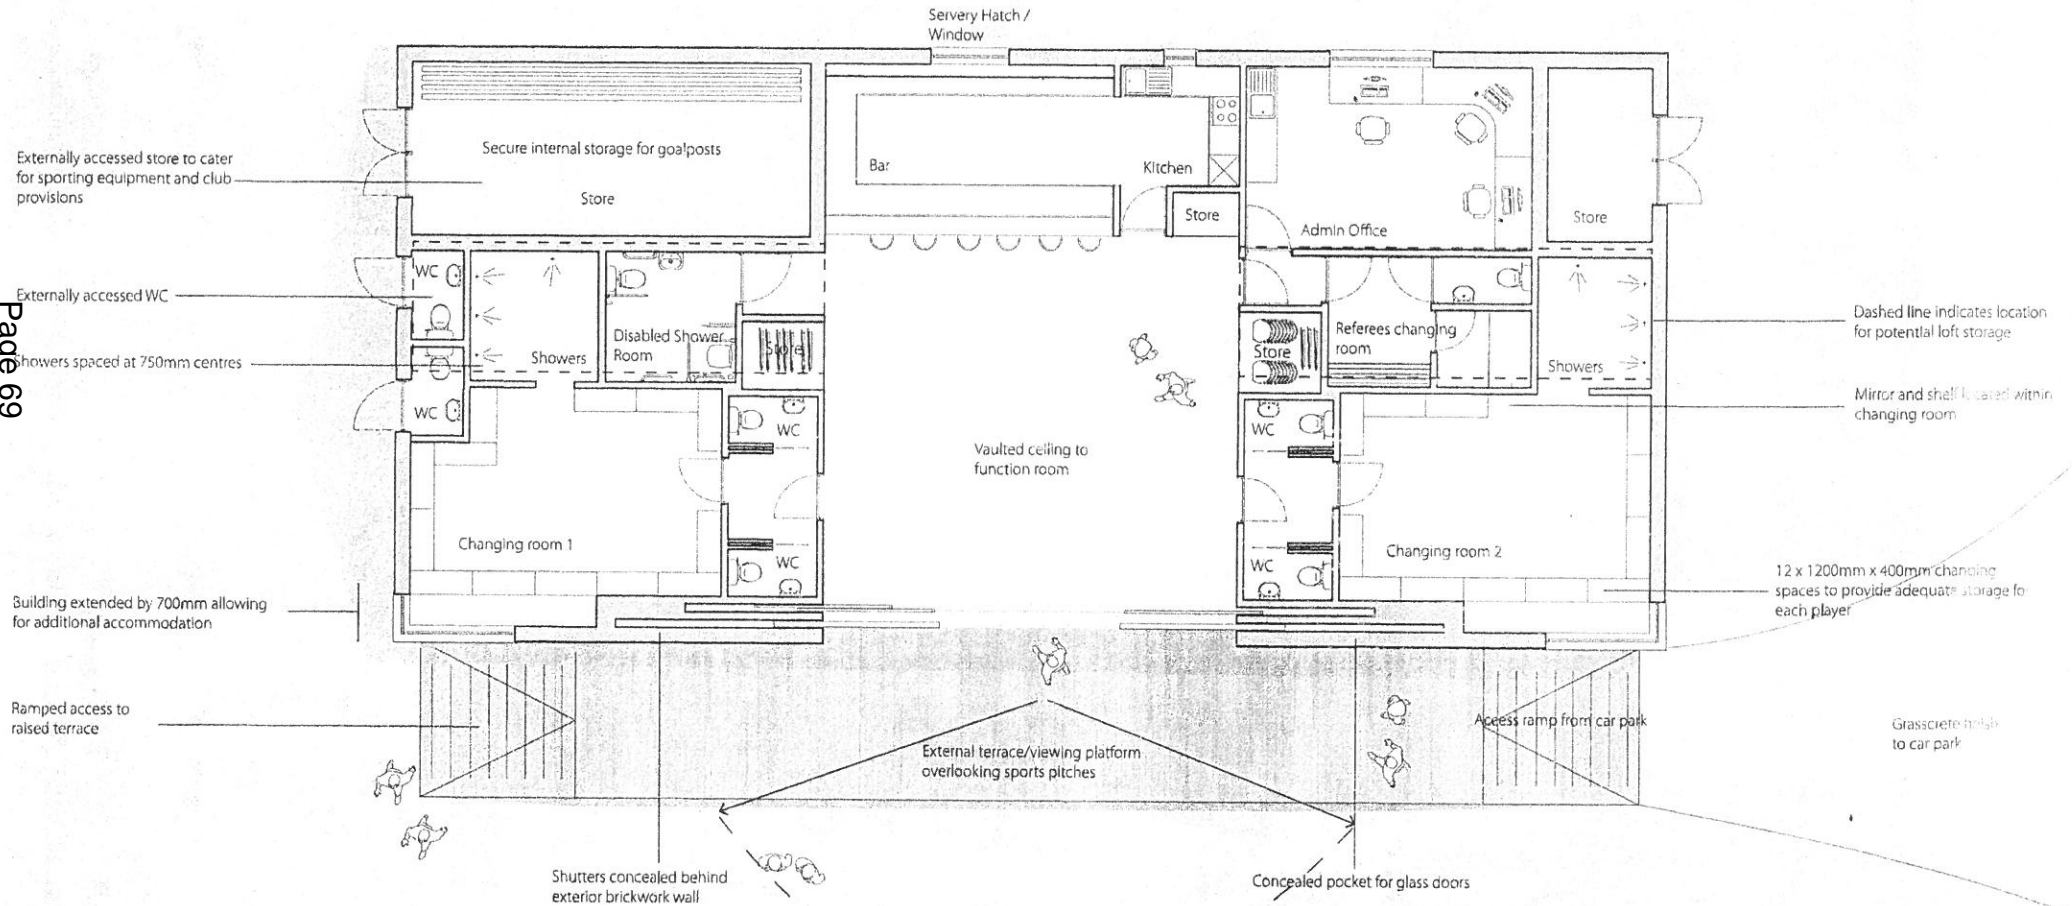 Servery Hatch /
Window
Externally accessed store to cater
for sporting equipment and club
provisions
Secure internal storage for goalposts
Store
Bar
Kitchen
Store
Admin Office
Store
Externally accessed WC
WC
WC
Showers spaced at 750mm centres
Showers
Disabled Shower
Room
Store
Store
Referees changing
room
Showers
Dashed line indicates location
for potential loft storage
Mirror and shelf located within
changing room
Page 69
WC
WC
Vaulted ceiling to
function room
WC
WC
Changing room 1
Changing room 2
12 x 1200mm x 400mm changing
spaces to provide adequate storage for
each player
Building extended by 700mm allowing
for additional accommodation
Ramped access to
raised terrace
External terrace/viewing platform
overlooking sports pitches
Access ramp from car park
Grasscrete finish
to car park
Shutters concealed behind
exterior brickwork wall
Concealed pocket for glass doors